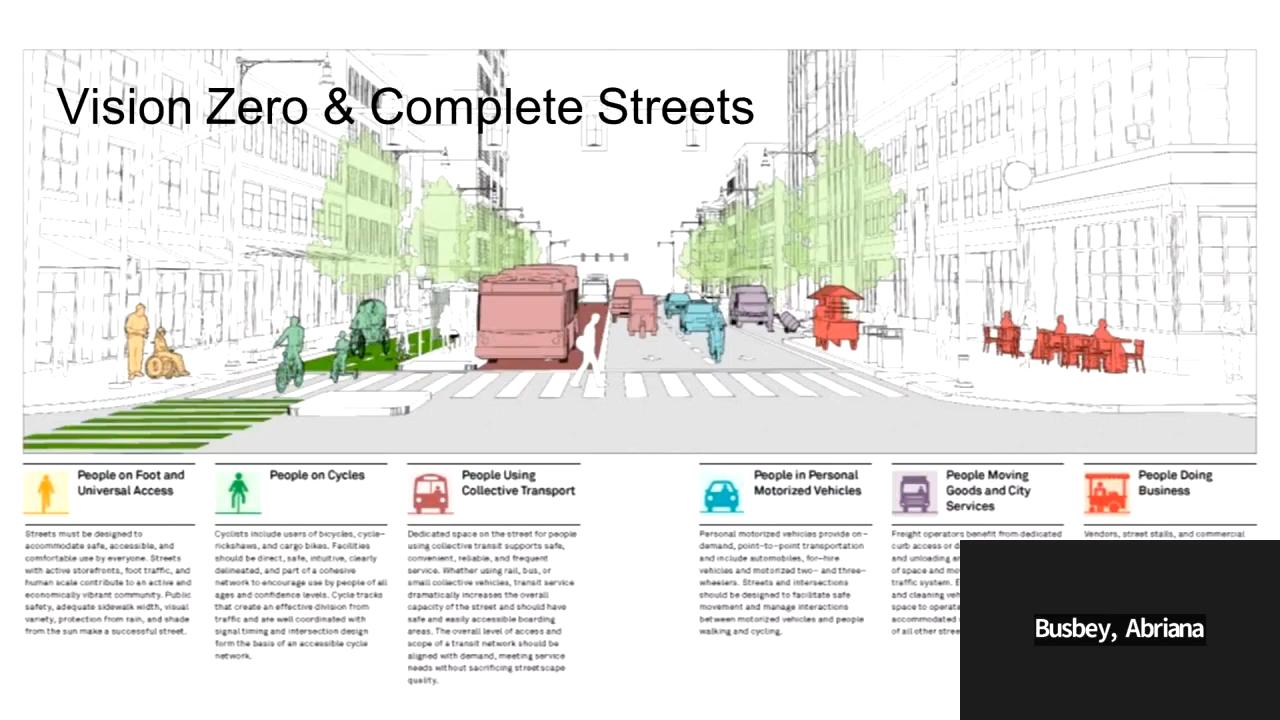 Vision Zero & Complete Streets
People on Foot and
Universal Access
Streets must be designed to
accommodate safe, accessible, and
comfortable use by everyone. Streets
with active storefronts, foot traffic, and
human scale contribute to an active and
economically vibrant community. Public
safety, adequate sidewalk width, visual
variety, protection from rain, and shade
from the sun make a successful street.
People on Cycles
Cyclists include users of bicycles, cycle-
rickshaws, and cargo bikes. Facilities
should be direct, safe, intuitive, clearly
delineated, and part of a cohesive
network to encourage use by people of all
ages and confidence levels. Cycle tracks
that create an effective division from
traffic and are well coordinated with
signal timing and intersection design
form the basis of an accessible cycle
network.
People Using
Collective Transport
Dedicated space on the street for people
using collective transit supports safe,
convenient, reliable, and frequent
service. Whether using rail, bus, or
small collective vehicles, transit service
dramatically increases the overall
capacity of the street and should have
safe and easily accessible boarding
areas. The overall level of access and
scope of a transit network should be
aligned with demand, meeting service
needs without sacrificing streetscape
quality.
People in Personal
Motorized Vehicles
Personal motorized vehicles provide on-
demand, point-to-point transportation
and include automobiles, for-hire
vehicles and motorized two- and three-
wheelers. Streets and intersections
should be designed to facilitate safe
movement and manage interactions
between motorized vehicles and people
walking and cycling.
People Moving
Goods and City
Services
Freight operators benefit from dedicated
curb access or
and unloading
of space and
traffic system.
and cleaning
space to
accommodated
of all other
People Doing
Business
Vendors, street stalls, and commercial
Busbey, Abriana